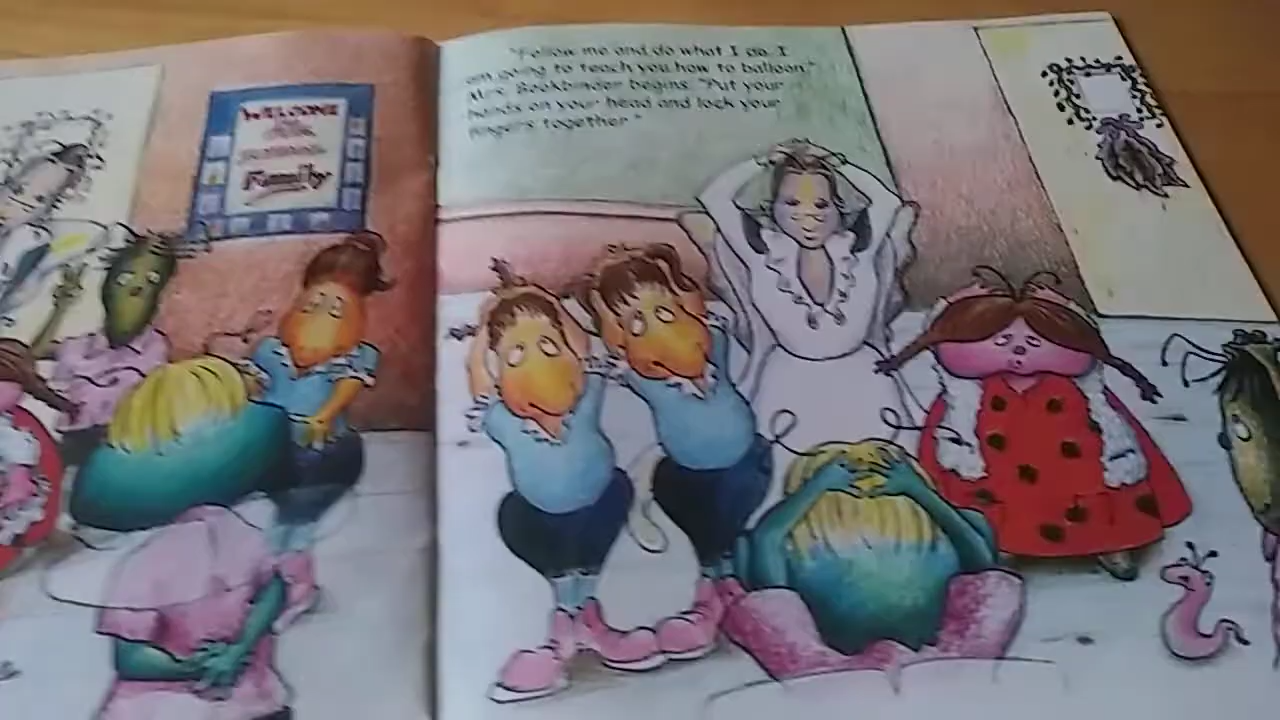 WELCOME
Family
"Follow me and do what I do. I
am going to teach you how to balloon,"
Mrs. Bookbinder begins. "Put your
hands on your head and lock your
fingers together."